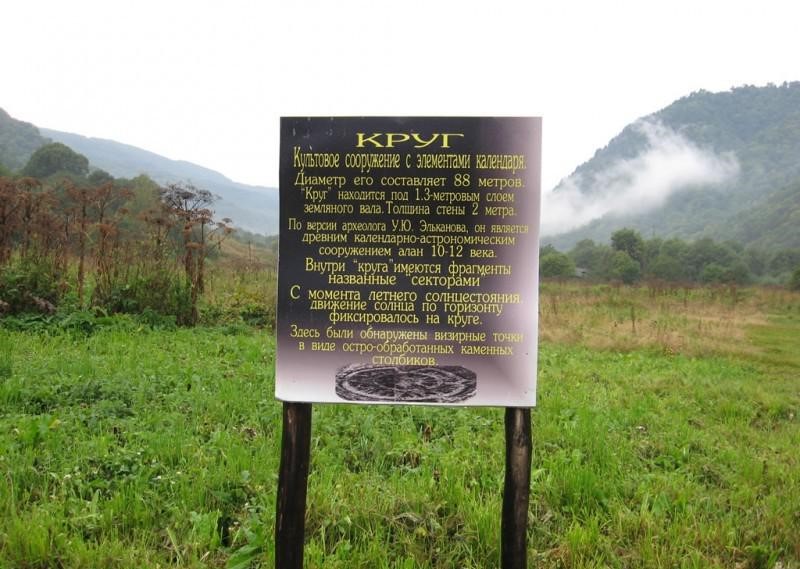 КРУГ
Культовое сооружение с элементами календаря.
Диаметр его составляет 88 метров.
"Круг" находится под 1.3-метровым слоем
земляного вала.Толщина стены 2 метра.
По версии археолога У.Ю. Эльканова, он является
древним календарно-астрономическим
сооружением алан 10-12 века.
Внутри "круга"имеются фрагменты
названные "секторами
С момента летнего солнцестояния.
движение солнца по горизонту
фиксировалось на круге.
Здесь были обнаружены визирные точки
в виде остро-обработанных каменных
столбиков.